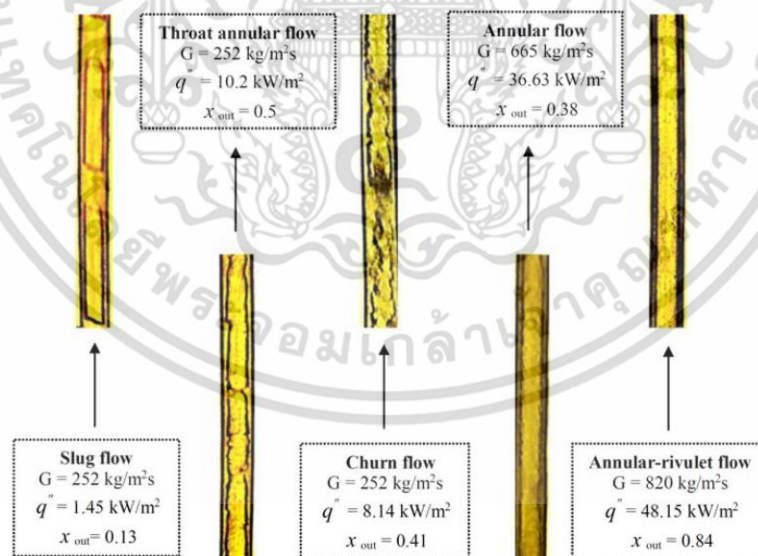 Throat annular flow
G = 252 kg/m²s
q" = 10.2 kW/m²
x out = 0.5
Annular flow
G = 665 kg/m²s
q" = 36.63 kW/m²
x out = 0.38
Slug flow
G = 252 kg/m²s
q" = 1.45 kW/m²
x out = 0.13
Churn flow
G = 252 kg/m²s
q" = 8.14 kW/m²
x out = 0.41
Annular-rivulet flow
G = 820 kg/m²s
q" = 48.15 kW/m²
x out = 0.84